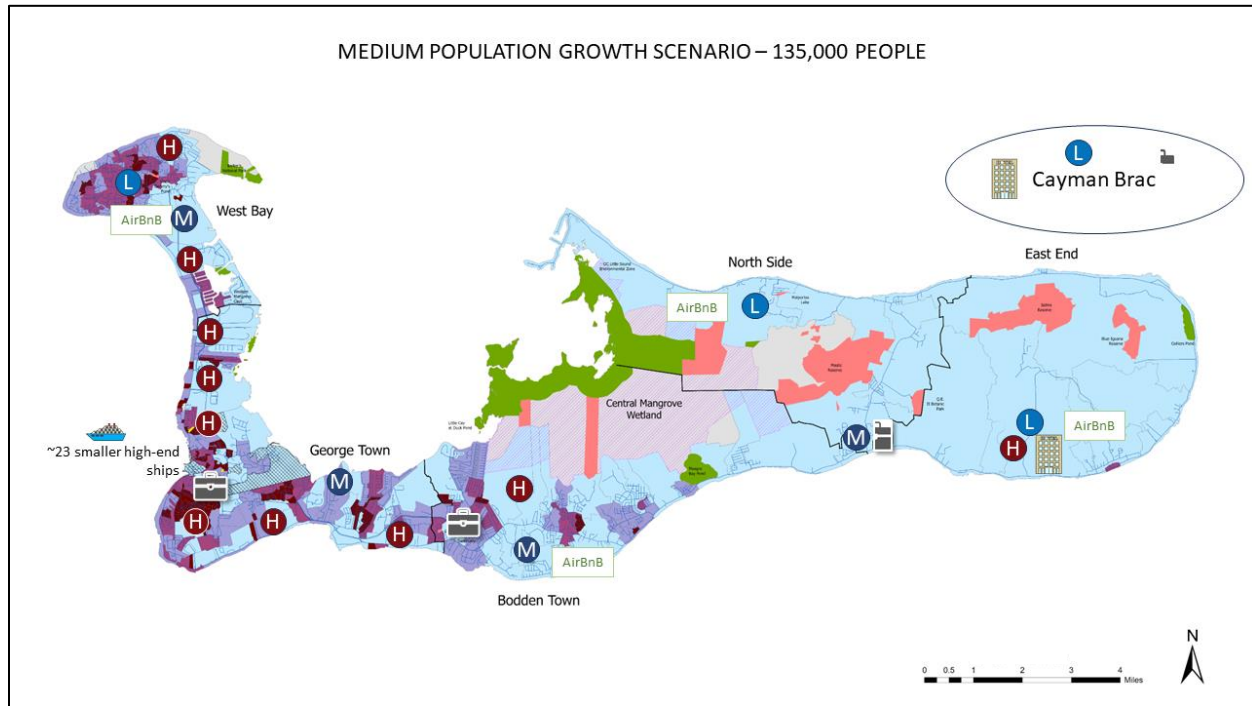 MEDIUM POPULATION GROWTH SCENARIO – 135,000 PEOPLE
H
L
AirBnB
M
West Bay
H
H
H
H
~23 smaller high-end
ships
George Town
M
H
H
H
H
M
AirBnB
Bodden Town
Central Mangrove
Wetland
North Side
AirBnB
L
M
East End
L
H
AirBnB
L
Cayman Brac
N
0 0.5 1 2 3 4
Miles